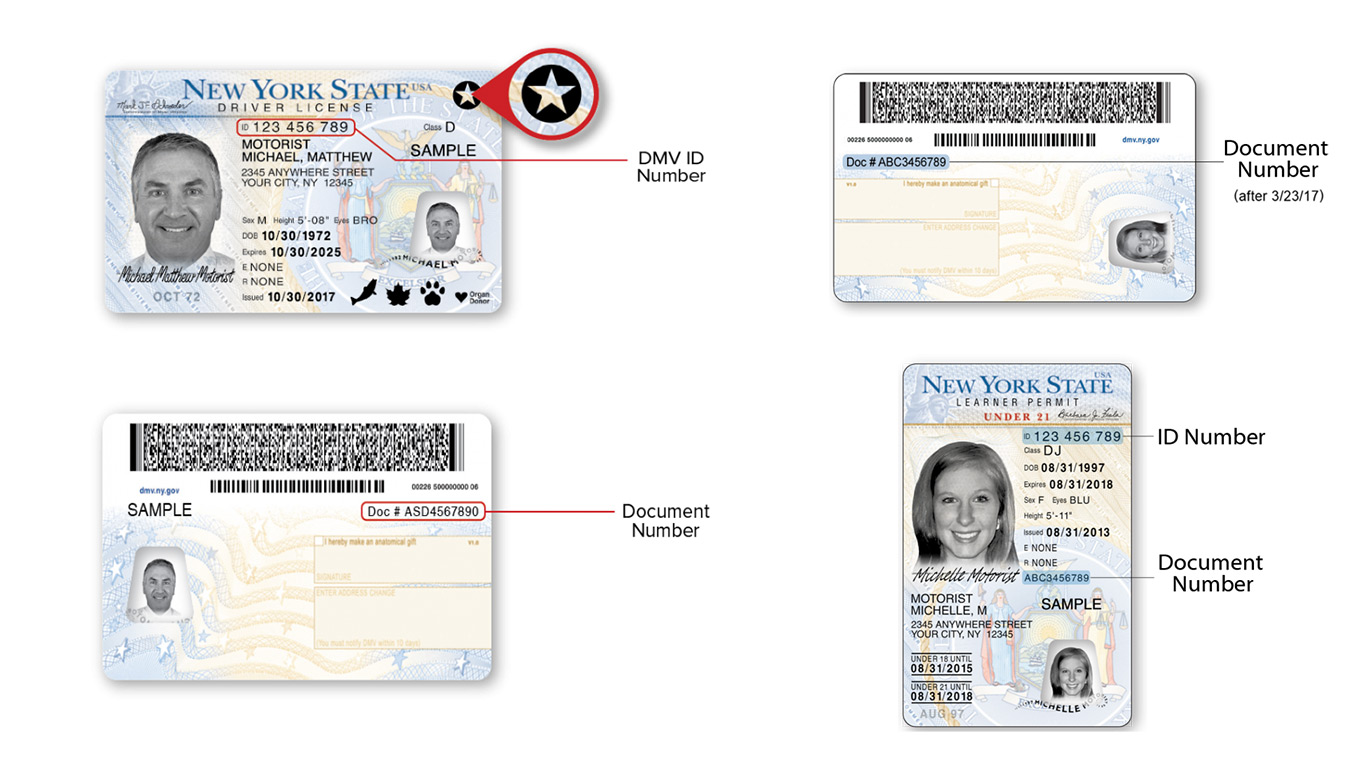 NEW YORK STATE USA
DRIVER LICENSE
ID 123 456 789
Class D
MOTORIST
MICHAEL, MATTHEW
SAMPLE
2345 ANYWHERE STREET
YOUR CITY, NY 12345
Sex M Height 5'-08" Eyes BRO
DOB 10/30/1972
Expires 10/30/2025
E NONE
R NONE
Issued 10/30/2017
Michael Matthew Motorist
OCT 72
EXCELS
Organ
Donor
DMV ID
Number
00226 5000000000 06
dmv.ny.gov
Doc # ABC3456789
V1.0 I hereby make an anatomical gift
SIGNATURE
ENTER ADDRESS CHANGE
(You must notify DMV within 10 days)
Document
Number
(after 3/23/17)
dmv.ny.gov
00226 500000000 06
SAMPLE
Doc # ASD4567890
I hereby make an anatomical gift V1.0
SIGNATURE
ENTER ADDRESS CHANGE
(You must notify DMV within 10 days)
Document
Number
USA
NEW YORK STATE
LEARNER PERMIT
UNDER 21
ID 123 456 789
Class DJ
DOB 08/31/1997
Expires 08/31/2018
Sex F Eyes BLU
Height 5'-11"
Issued 08/31/2013
E NONE
R NONE
Michelle Motorist
ABC3456789
MOTORIST
MICHELLE, M
SAMPLE
2345 ANYWHERE STREET
YOUR CITY, NY 12345
UNDER 18 UNTIL
08/31/2015
UNDER 21 UNTIL
08/31/2018
AUG 97
ID Number
Document
Number